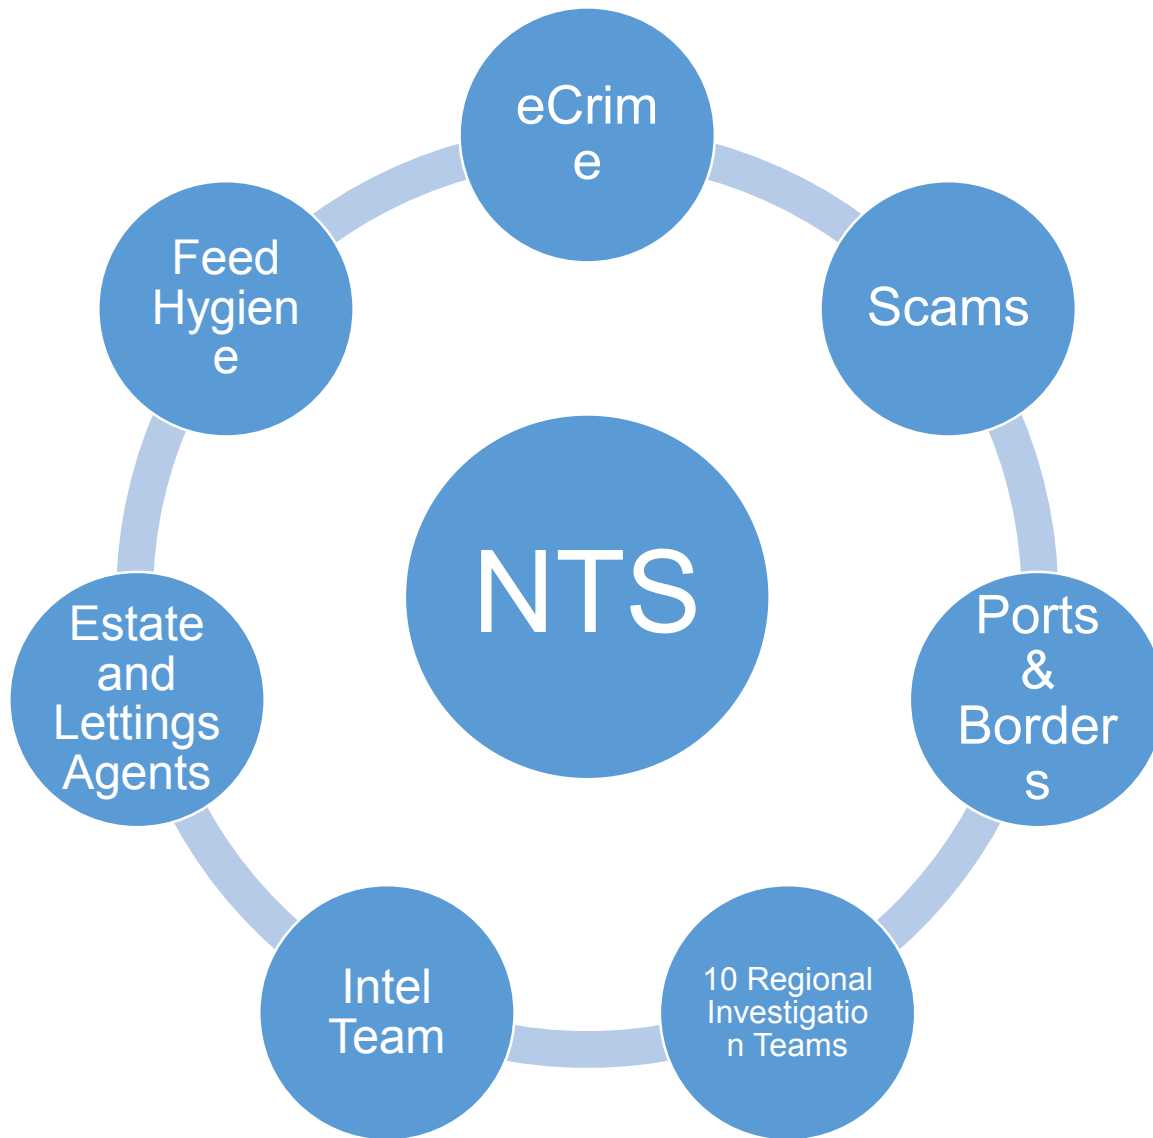 eCrim
e
Scams
Ports
&
Border
s
10 Regional
Investigatio
n Teams
Intel
Team
Estate
and
Lettings
Agents
Feed
Hygien
e
NTS